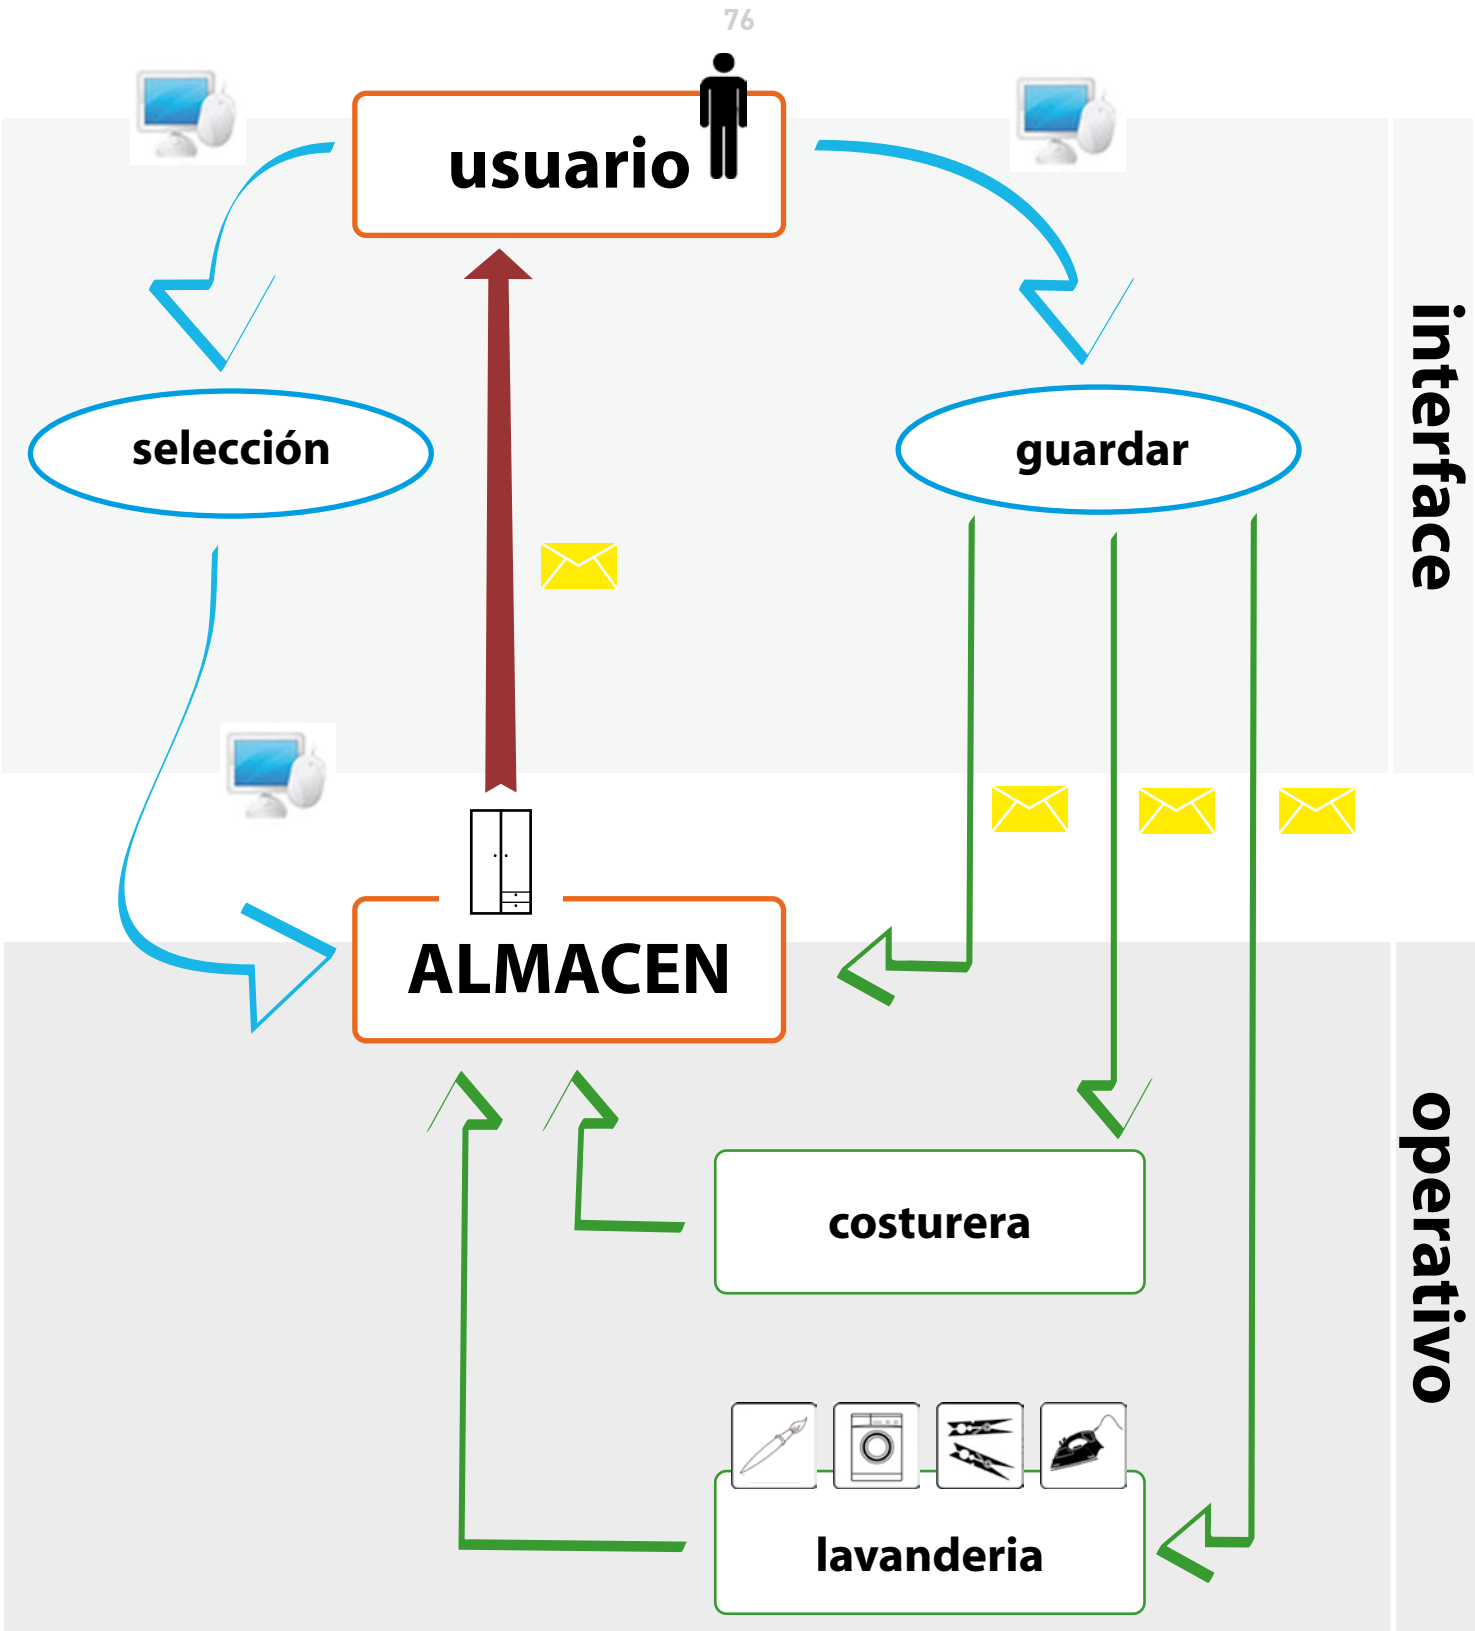 76
usuario
selección
guardar
interface
ALMACEN
operativo
costurera
lavanderia